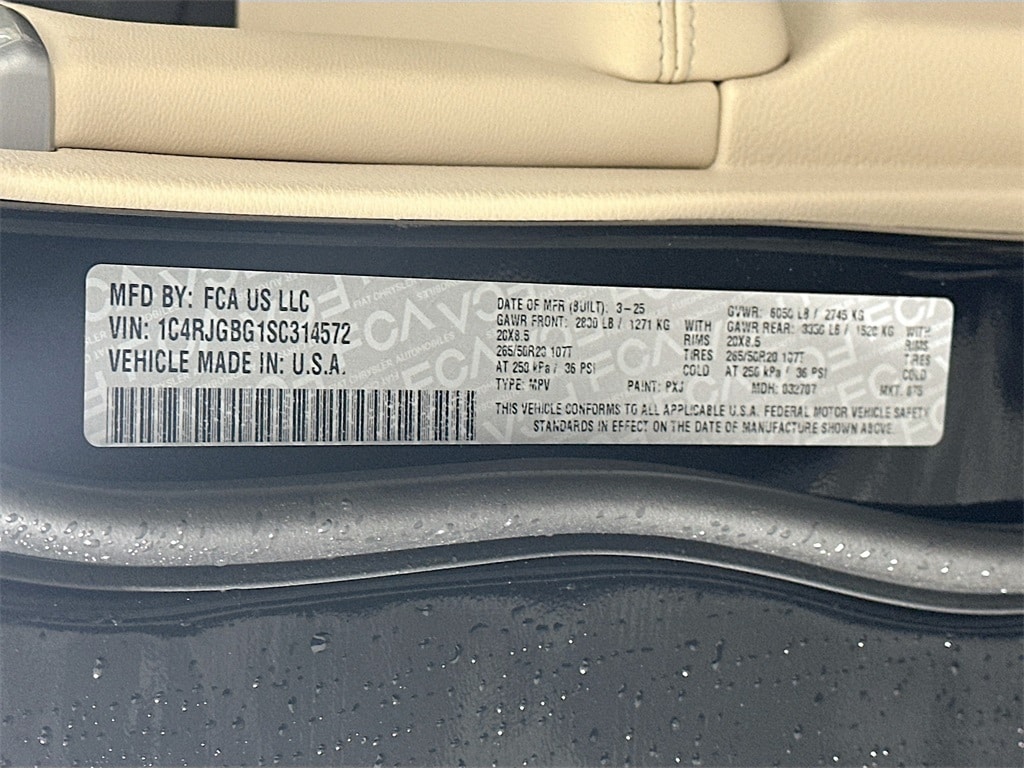 MFD BY: FCA US LLC
VIN: 1C4RJGBG1SC314572
VEHICLE MADE IN: U.S.A.
DATE OF MFR (BUILT): 3-25 GVWR: 6050 LB / 2745 KG
GAWR FRONT: 2800 LB / 1271 KG WITH GAWR REAR: 3350 LB / 1520 KG WITH
20X8.5 RIMS 20X8.5 RIMS
265/50R20 107T TIRES 265/50R20 107T TIRES
AT 250 kPa / 36 PSI COLD AT 250 kPa / 36 PSI COLD
TYPE: MPV PAINT: PXJ MDH: 032707 MKT:
THIS VEHICLE CONFORMS TO ALL APPLICABLE U.S.A. FEDERAL MOTOR VEHICLE SAFETY
STANDARDS IN EFFECT ON THE DATE OF MANUFACTURE SHOWN ABOVE.